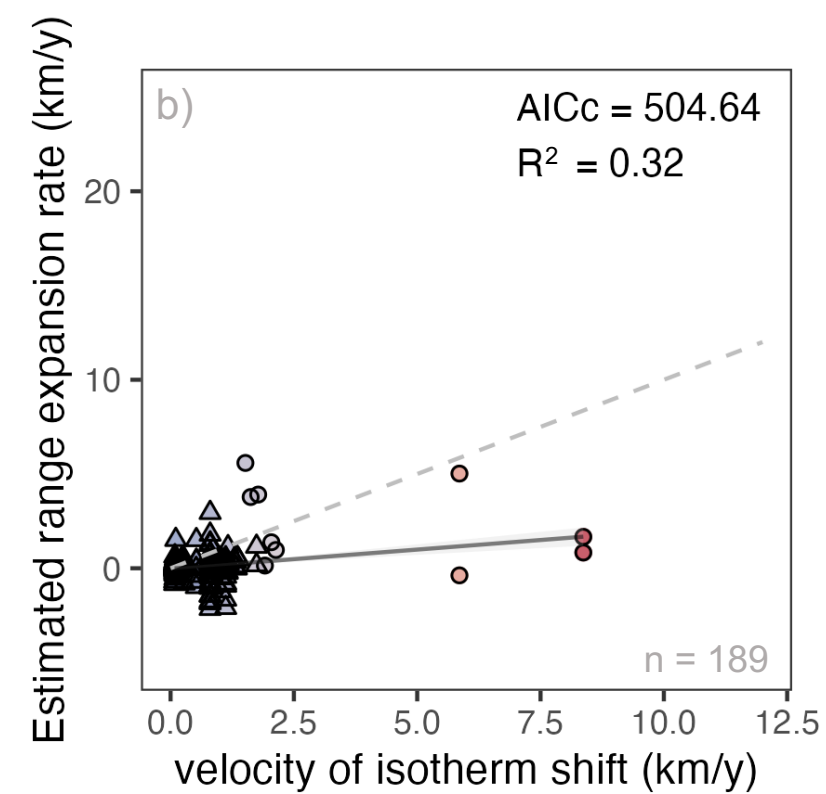 Estimated range expansion rate (km/y)
b)
AICc = 504.64
R² = 0.32
20
10
0
n = 189
0.0 2.5 5.0 7.5 10.0 12.5
velocity of isotherm shift (km/y)